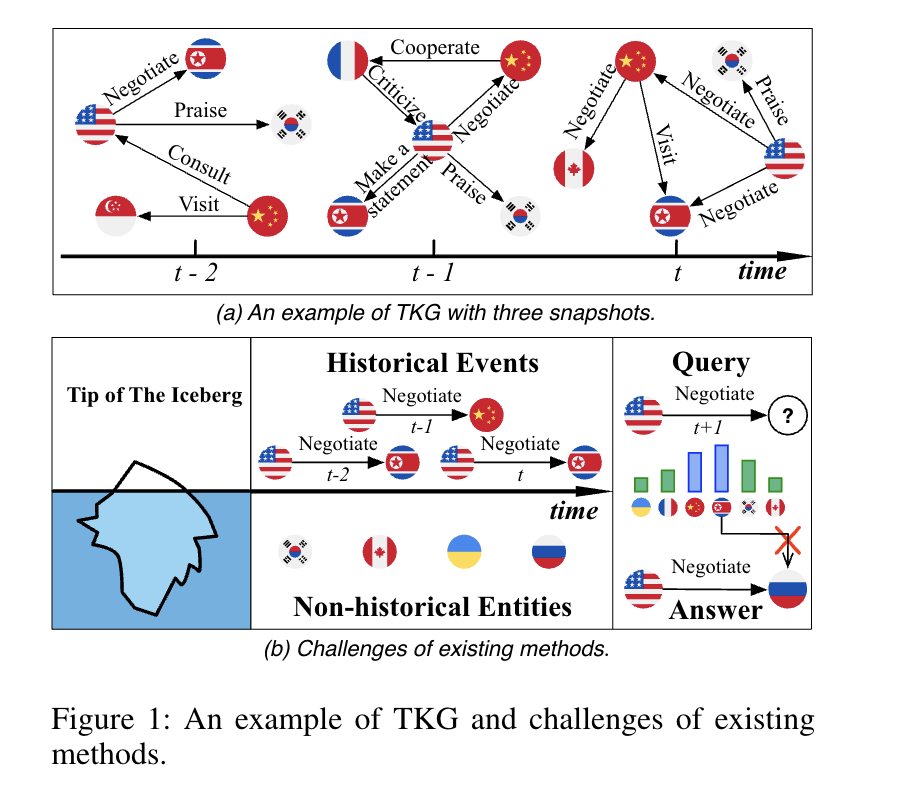 Negotiate
Praise
Consult
Visit
Cooperate
Criticize
Negotiate
Make a
statement
Praise
Negotiate
Visit
Negotiate
Praise
Negotiate
t - 2
t - 1
t
time
(a) An example of TKG with three snapshots.
Tip of The Iceberg
Historical Events
Negotiate
t-1
Negotiate
t-2
Negotiate
t
time
Non-historical Entities
Query
Negotiate
t+1
?
Negotiate
Answer
(b) Challenges of existing methods.
Figure 1: An example of TKG and challenges of existing
methods.